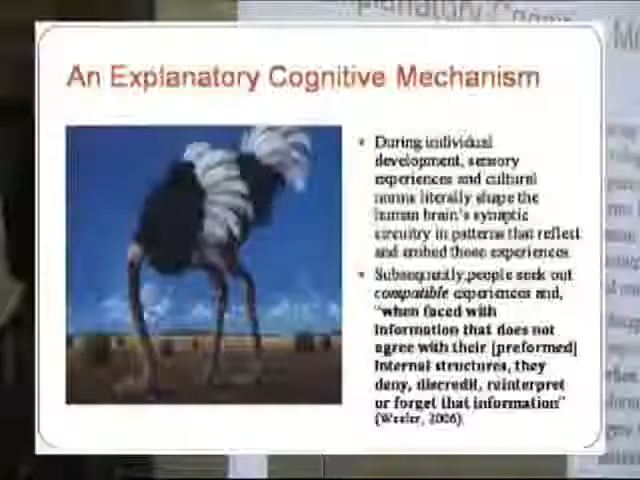 An Explanatory Cognitive Mechanism
• During individual
development, sensory
experiences and cultural
norms literally shape the
human brain's synaptic
circuitry in patterns that reflect
and embed those experiences.
• Subsequently, people seek out
compatible experiences and,
"when faced with
information that does not
agree with their [preformed]
internal structures, they
deny, discredit, reinterpret
or forget that information"
(Wexler, 2006).